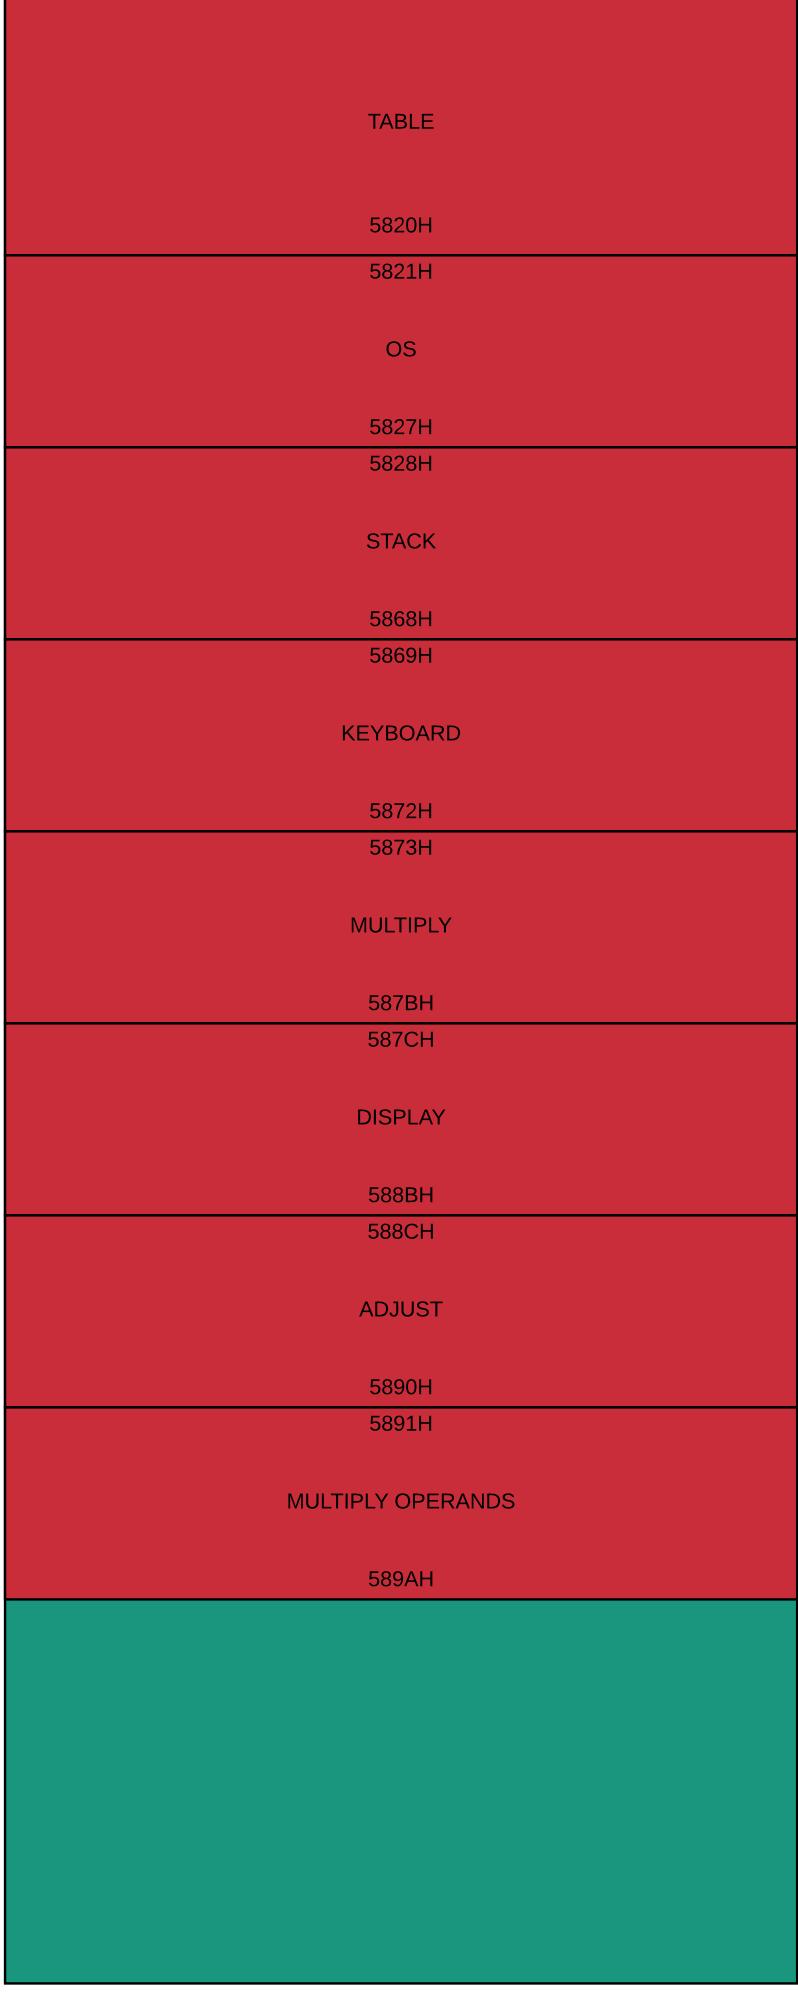 TABLE
5820H
5821H
OS
5827H
5828H
STACK
5868H
5869H
KEYBOARD
5872H
5873H
MULTIPLY
587BH
587CH
DISPLAY
588BH
588CH
ADJUST
5890H
5891H
MULTIPLY OPERANDS
589AH